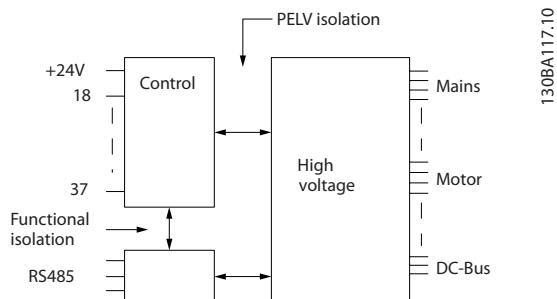 PELV isolation
+24V
Control
Mains
18
High
voltage
Motor
37
Functional
isolation
RS485
DC-Bus
130BA117.10